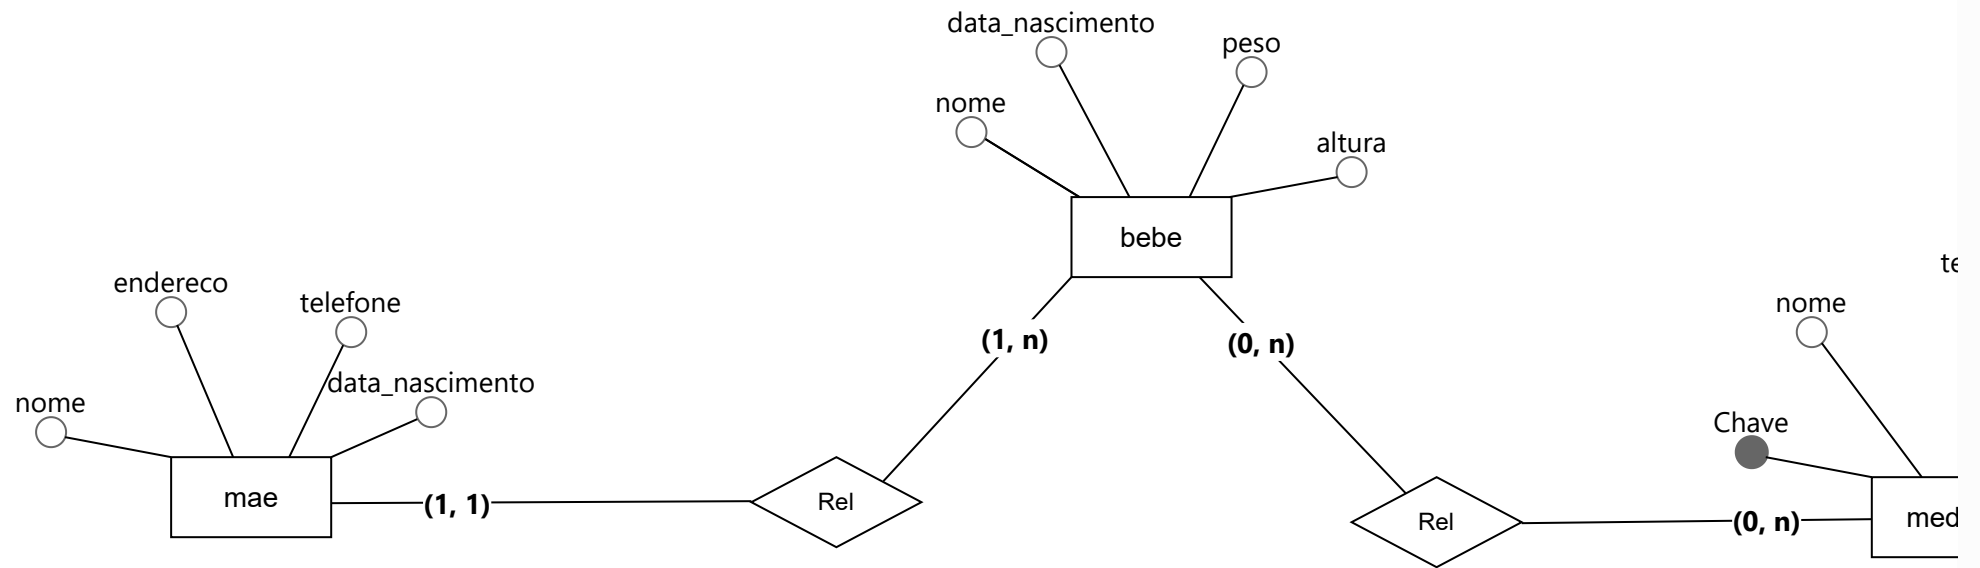 data_nascimento
peso
nome
altura
bebe
endereco
telefone
nome
(1, n)
(0, n)
data_nascimento
nome
Chave
mae
(1, 1)
Rel
Rel
(0, n)